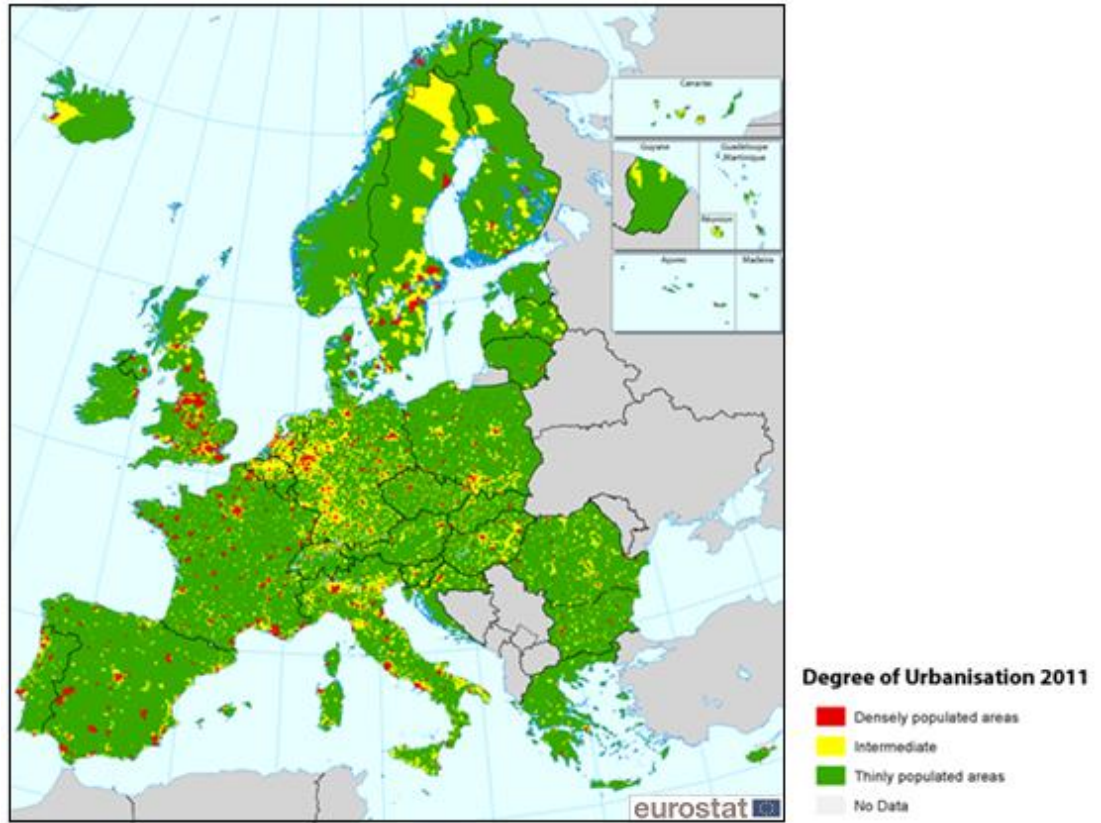 Canarias
Guyane
Guadeloupe
Martinique
Réunion
Açores
Madeira
eurostat
Degree of Urbanisation 2011
Densely populated areas
Intermediate
Thinly populated areas
No Data